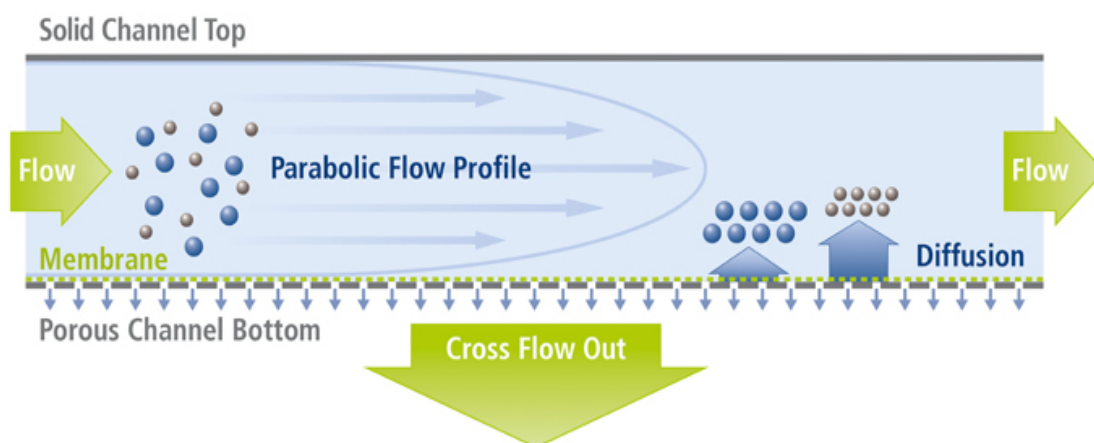 Solid Channel Top
Flow
Parabolic Flow Profile
Flow
Membrane
Diffusion
Porous Channel Bottom
Cross Flow Out